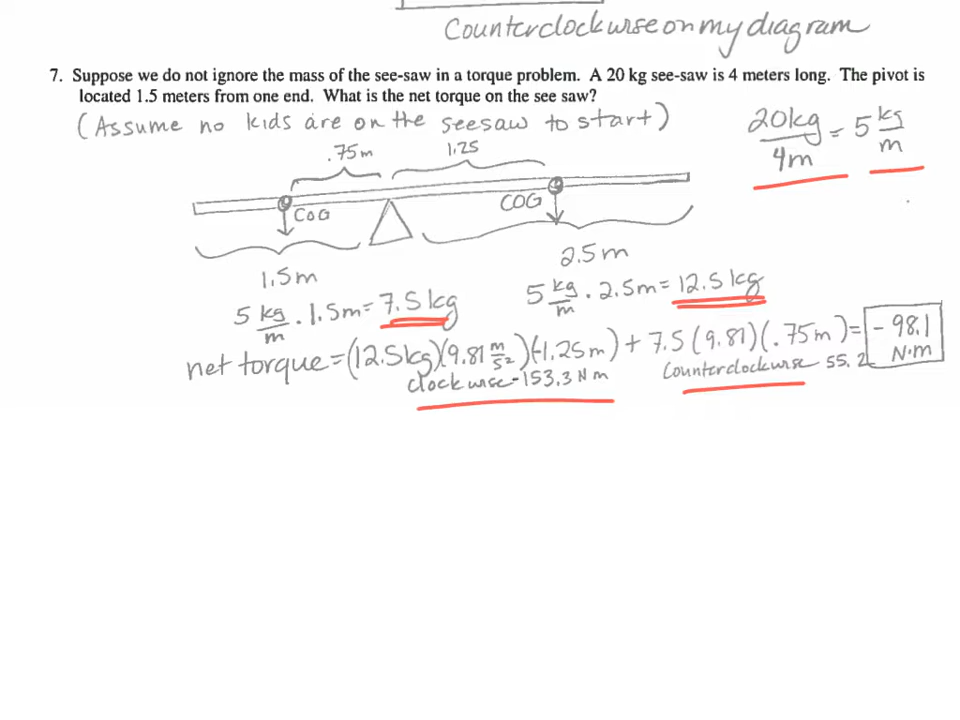 Counterclockwise on my diagram
7. Suppose we do not ignore the mass of the see-saw in a torque problem. A 20 kg see-saw is 4 meters long. The pivot is
located 1.5 meters from one end. What is the net torque on the see saw?
(Assume no kids are on the seesaw to start)
20kg/4m = 5 kg/m
.75m 1.25
COG COG
1.5m 2.5m
5 kg/m · 1.5m = 7.5 kg
5 kg/m · 2.5m = 12.5 kg
net torque = (12.5kg)(9.81 m/s2)(-1.25m) + 7.5(9.81)(.75m) = -98.1 N·m
clockwise -153.3 N m counterclockwise 55.2